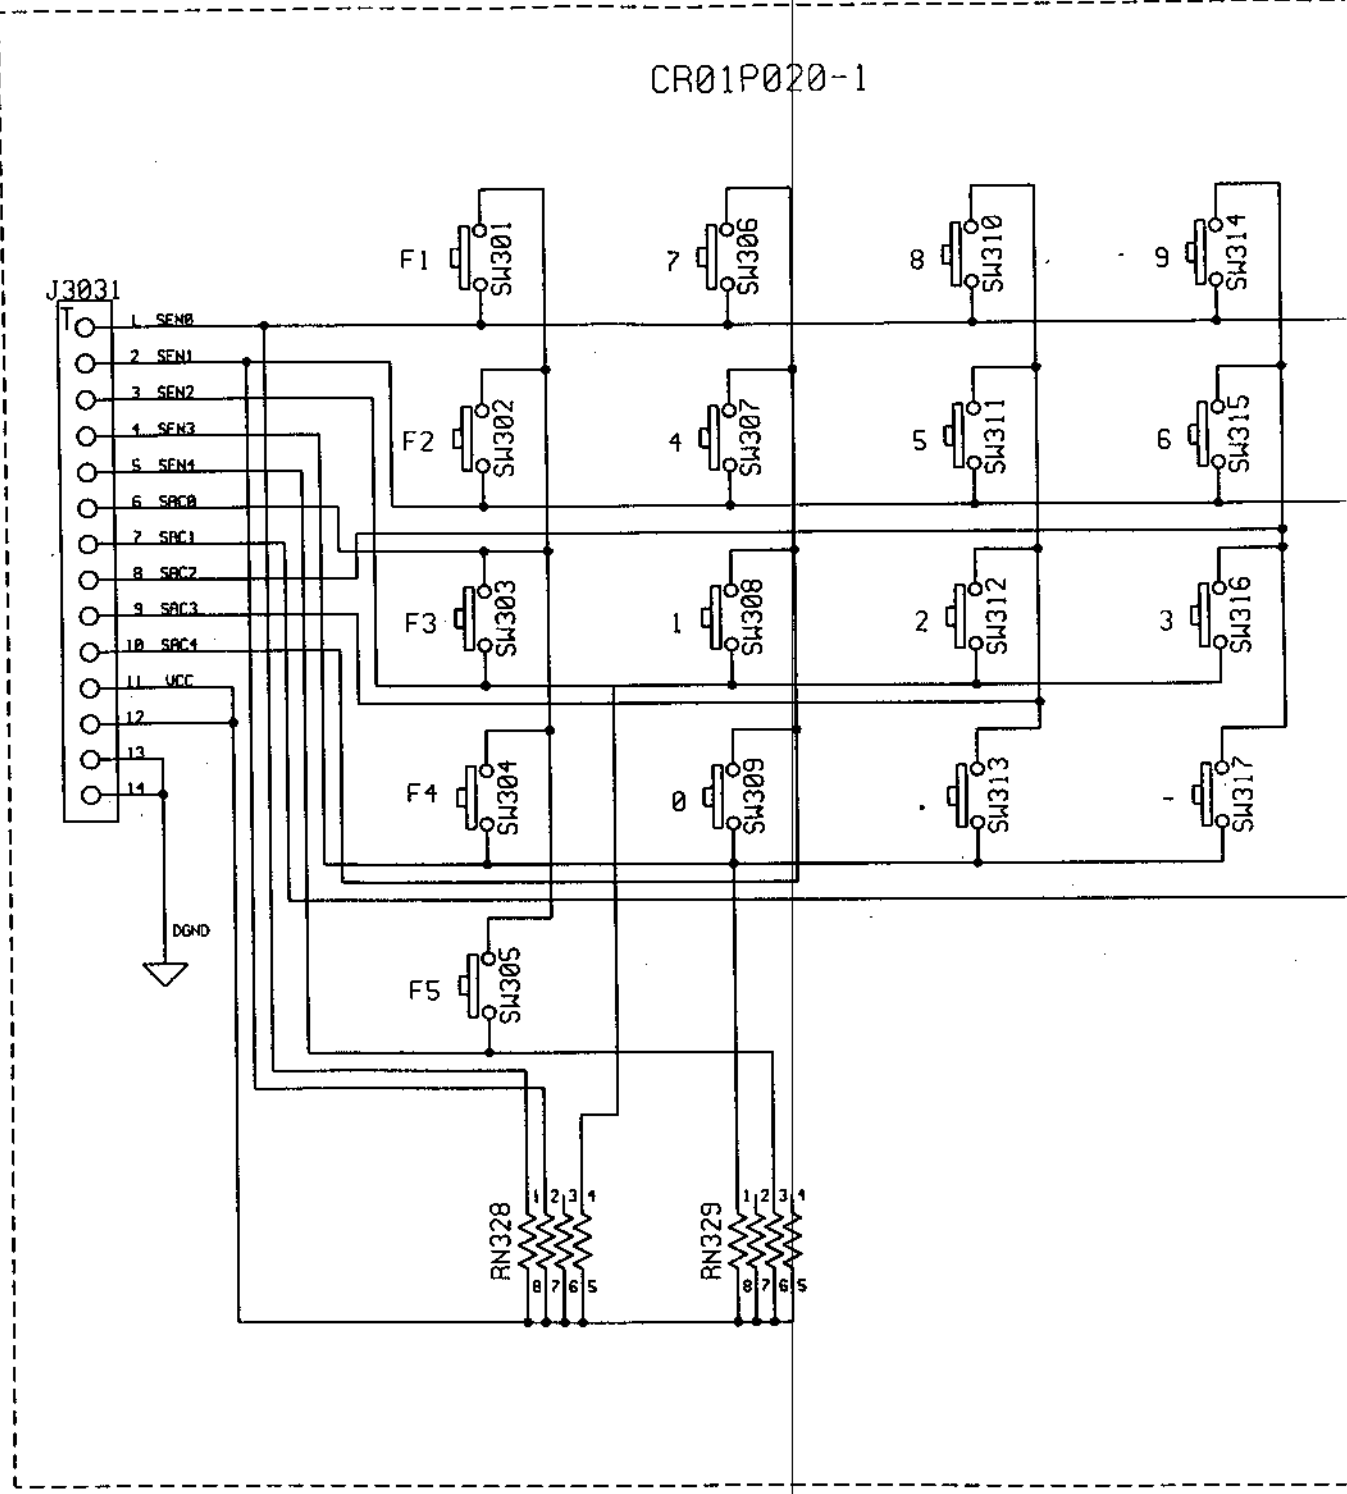 CR01P020-1
F1 SW301
7 SW306
8 SW310
9 SW314
J3031
T
1 SEN0
2 SEN1
3 SEN2
4 SEN3
5 SEN4
6 SAC0
7 SAC1
8 SAC2
9 SAC3
10 SAC4
11 VCC
12
13
14
F2 SW302
4 SW307
5 SW311
6 SW315
F3 SW303
1 SW308
2 SW312
3 SW316
F4 SW304
0 SW309
. SW313
- SW317
DGND
F5 SW305
RN328
1 2 3 4
8 7 6 5
RN329
1 2 3 4
8 7 6 5